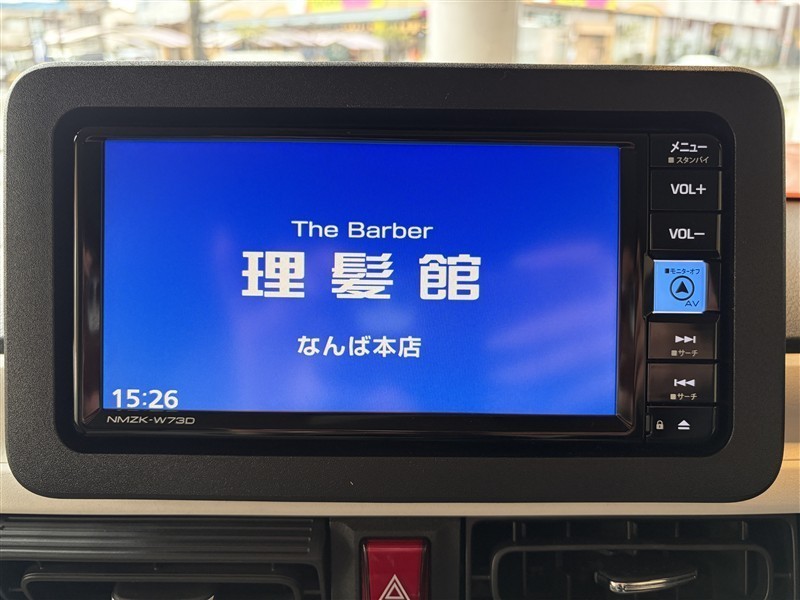 The Barber
理髪館
なんば本店
15:26
NMZK-W73D
メニュー
■スタンバイ
VOL+
VOL−
■モニターオフ
AV
■サーチ
■サーチ